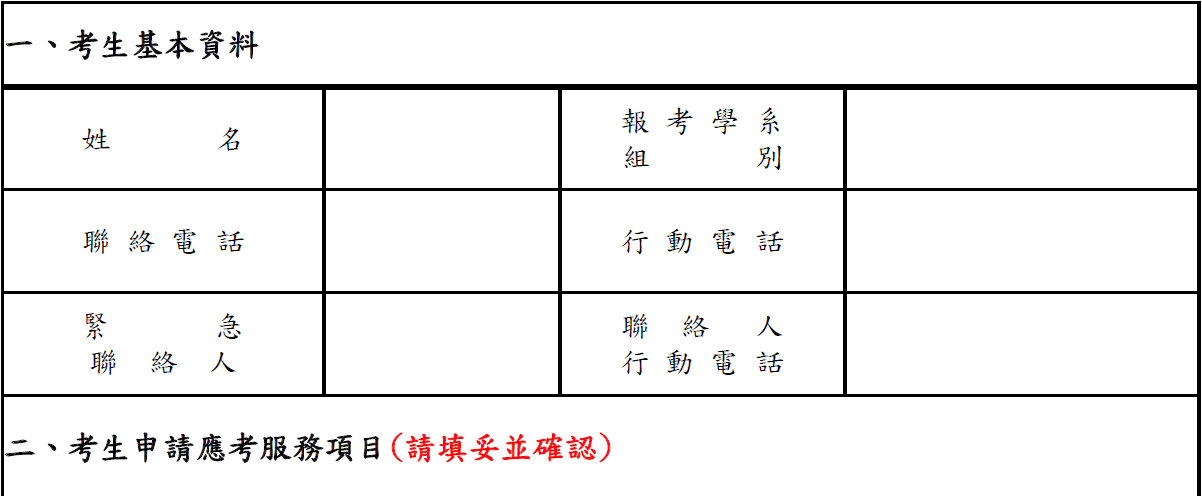 一、考生基本資料
姓名
報考學系
組別
聯絡電話
行動電話
緊急
聯絡人
聯絡人
行動電話
二、考生申請應考服務項目(請填妥並確認)